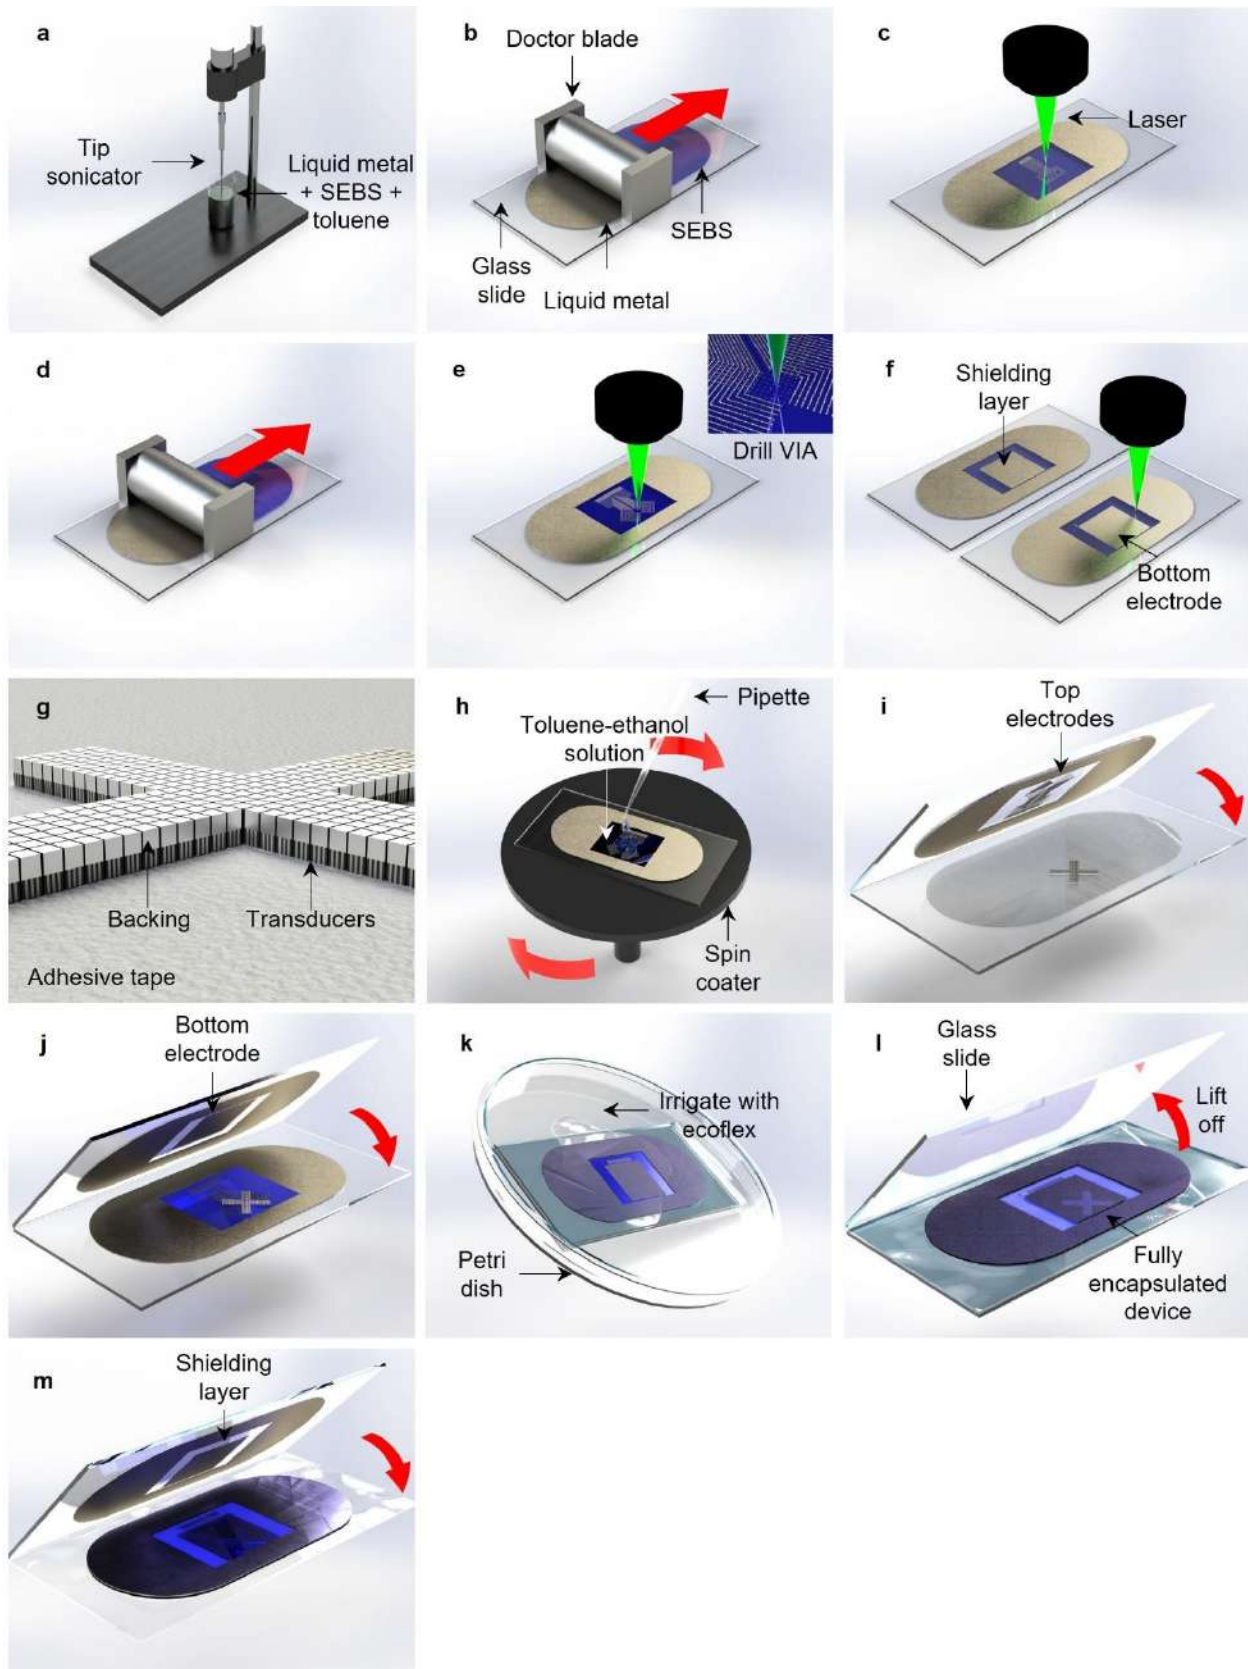 a
Tip
sonicator
Liquid metal
+ SEBS +
toluene
b
Doctor blade
SEBS
Glass
slide
Liquid metal
c
Laser
d
e
Drill VIA
f
Shielding
layer
Bottom
electrode
g
Backing
Transducers
Adhesive tape
h
Pipette
Toluene-ethanol
solution
Spin
coater
i
Top
electrodes
j
Bottom
electrode
k
Irrigate with
ecoflex
Petri
dish
l
Glass
slide
Lift
off
Fully
encapsulated
device
m
Shielding
layer